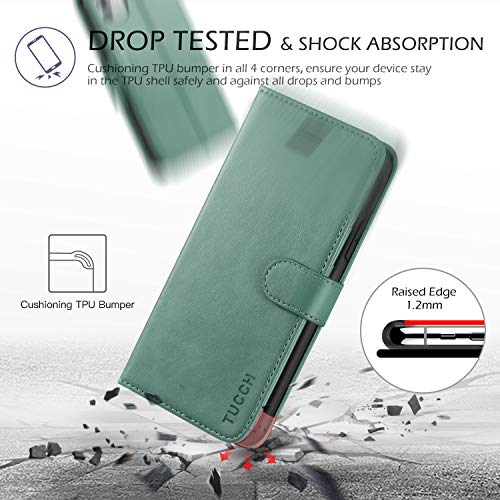 DROP TESTED & SHOCK ABSORPTION
Cushioning TPU bumper in all 4 corners, ensure your device stay
in the TPU shell safely and against all drops and bumps
Cushioning TPU Bumper
Raised Edge
1.2mm
TUCCH